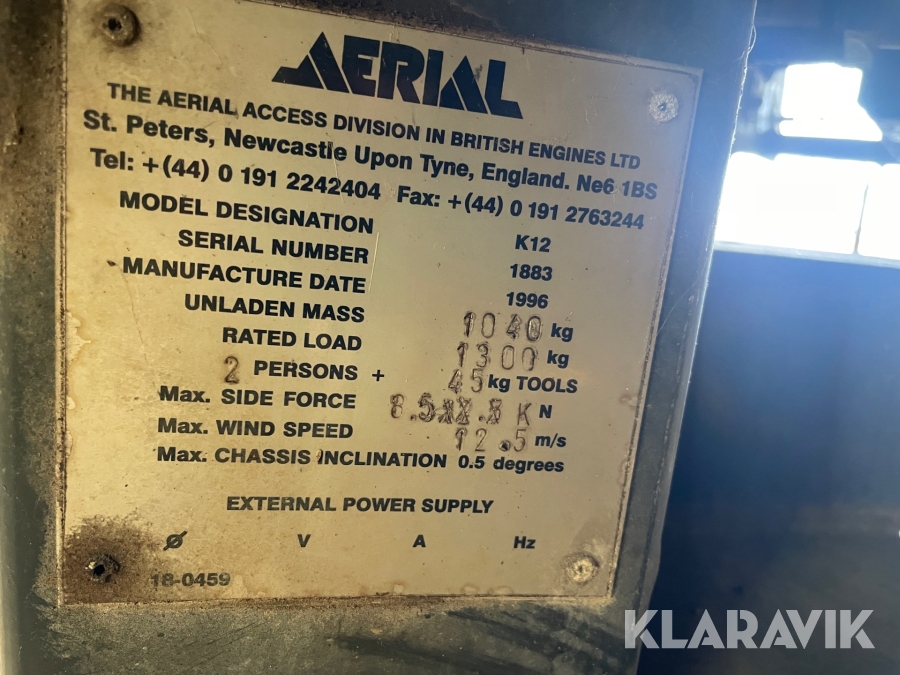 AERIAL
THE AERIAL ACCESS DIVISION IN BRITISH ENGINES LTD
St. Peters, Newcastle Upon Tyne, England. Ne6 1BS
Tel: +(44) 0 191 2242404 Fax: +(44) 0 191 2763244
MODEL DESIGNATION K12
SERIAL NUMBER 1883
MANUFACTURE DATE 1996
UNLADEN MASS 1040 kg
RATED LOAD 1300 kg
2 PERSONS + 45 kg TOOLS
Max. SIDE FORCE K N
Max. WIND SPEED 12.5 m/s
Max. CHASSIS INCLINATION 0.5 degrees
EXTERNAL POWER SUPPLY
ø V A Hz
18-0459
KLARAVIK